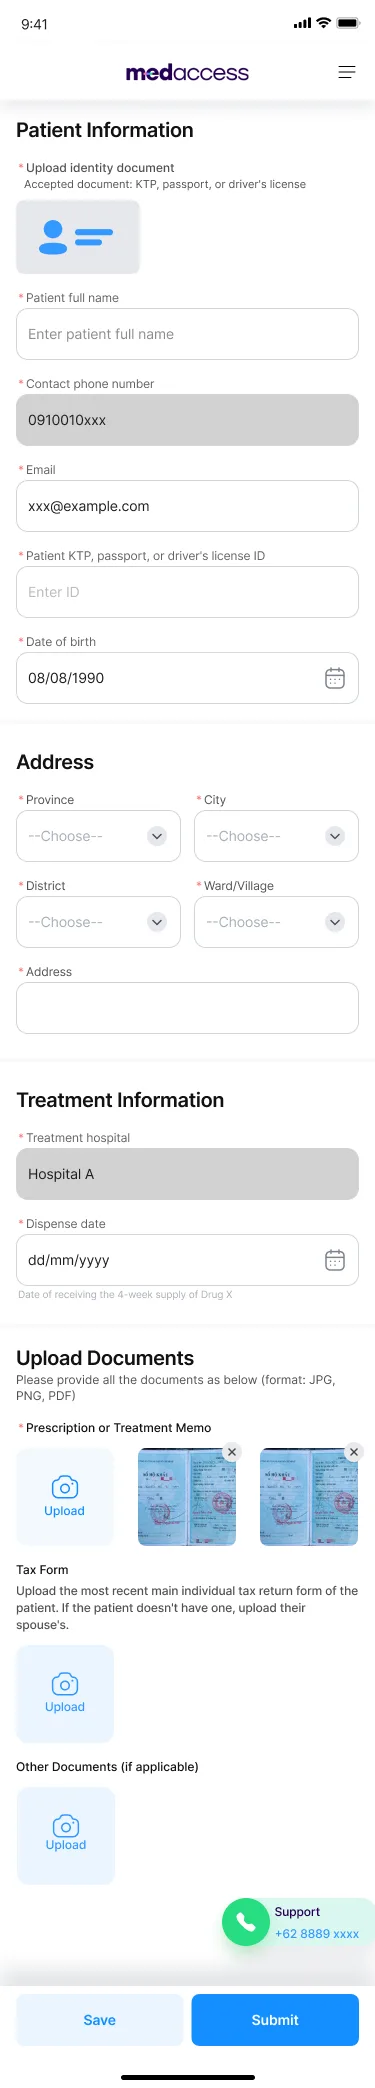 9:41
medaccess
Patient Information
* Upload identity document
Accepted document: KTP, passport, or driver's license
* Patient full name
Enter patient full name
* Contact phone number
0910010xxx
* Email
xxx@example.com
* Patient KTP, passport, or driver's license ID
Enter ID
* Date of birth
08/08/1990
Address
* Province
* City
--Choose--
--Choose--
* District
* Ward/Village
--Choose--
--Choose--
* Address
Treatment Information
* Treatment hospital
Hospital A
* Dispense date
dd/mm/yyyy
Date of receiving the 4-week supply of Drug X
Upload Documents
Please provide all the documents as below (format: JPG,
PNG, PDF)
* Prescription or Treatment Memo
Upload
SỔ HỘ KHẨU
SỔ HỘ KHẨU
Tax Form
Upload the most recent main individual tax return form of the
patient. If the patient doesn't have one, upload their
spouse's.
Upload
Other Documents (if applicable)
Upload
Support
+62 8889 xxxx
Save
Submit